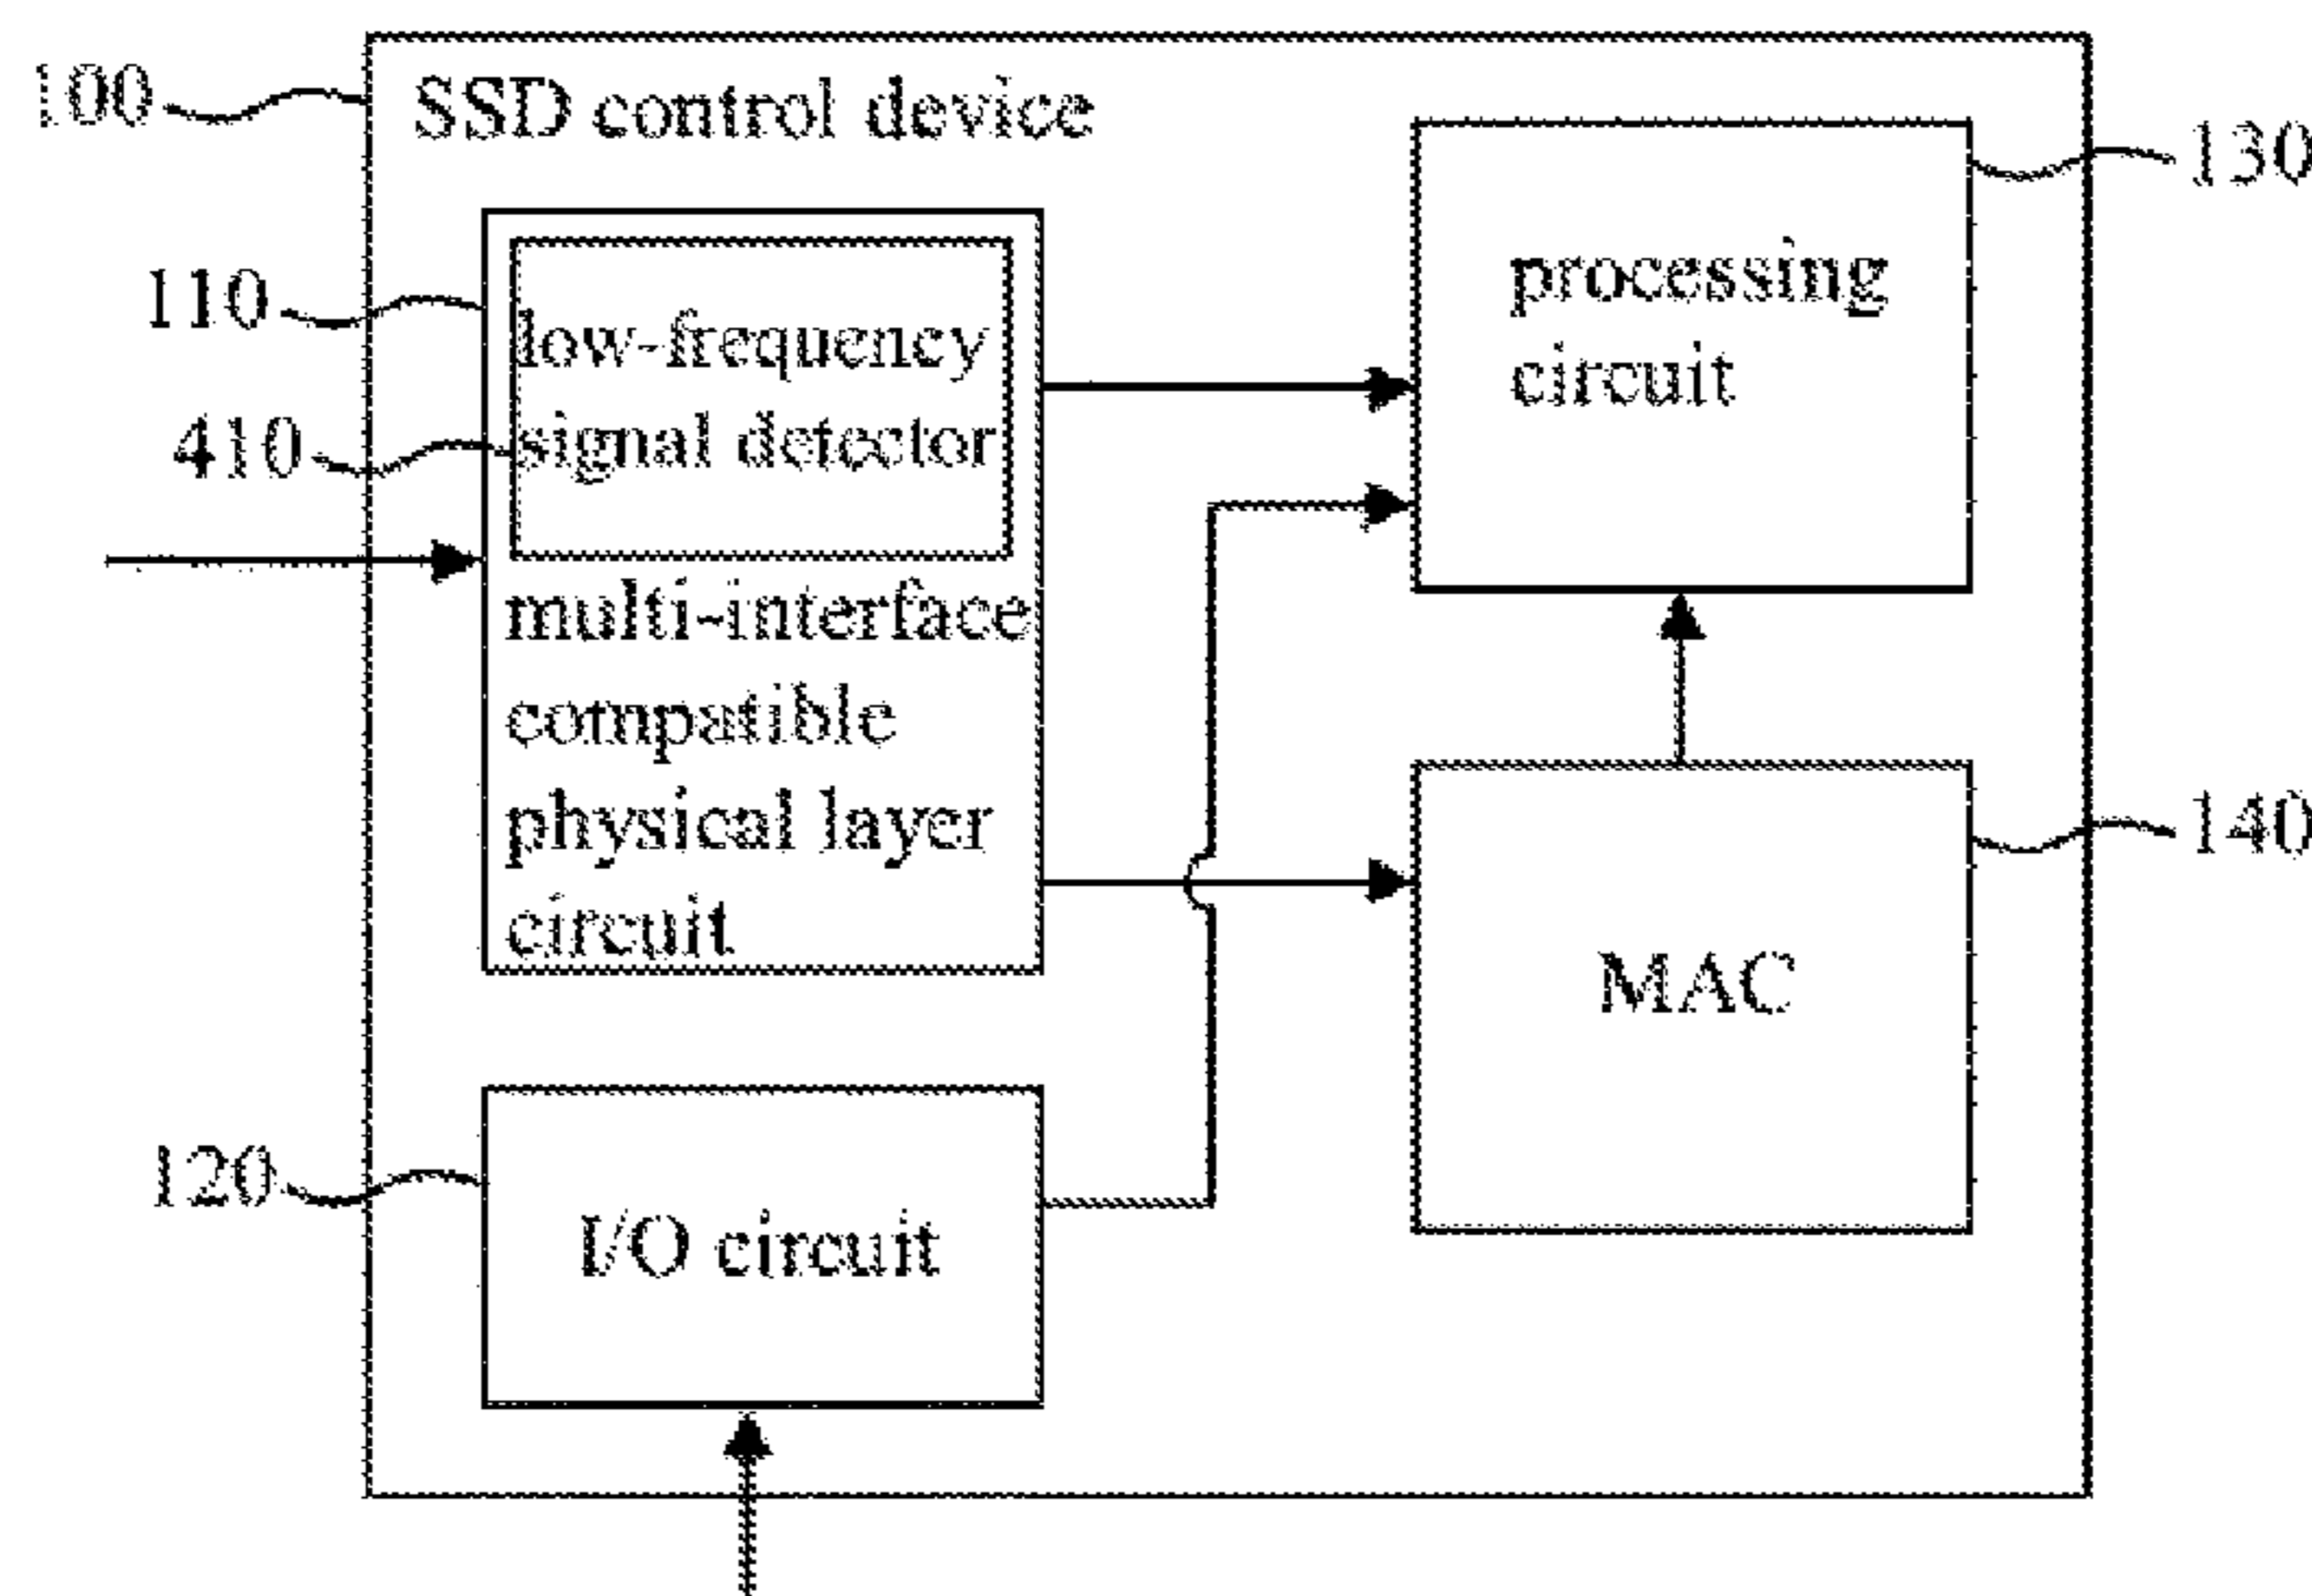 100
SSD control device
130
processing
circuit
110
low-frequency
signal detector
410
multi-interface
compatible
physical layer
circuit
140
MAC
120
I/O circuit